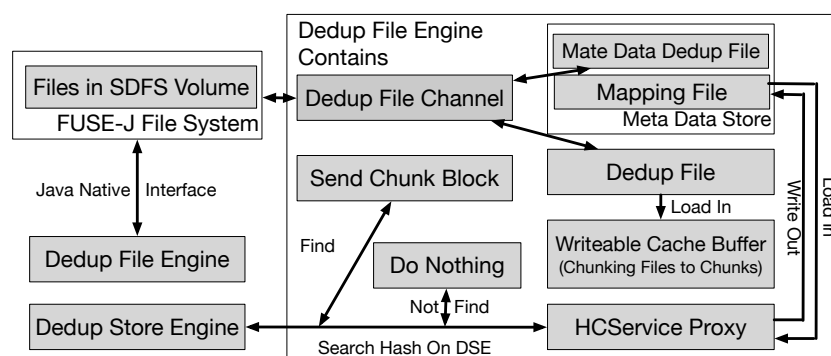 Dedup File Engine
Contains
Mate Data Dedup File
Files in SDFS Volume
Dedup File Channel
Mapping File
FUSE-J File System
Meta Data Store
Java Native Interface
Send Chunk Block
Dedup File
Load In
Write Out
Load In
Find
Writeable Cache Buffer
(Chunking Files to Chunks)
Dedup File Engine
Do Nothing
Not Find
Dedup Store Engine
HCService Proxy
Search Hash On DSE